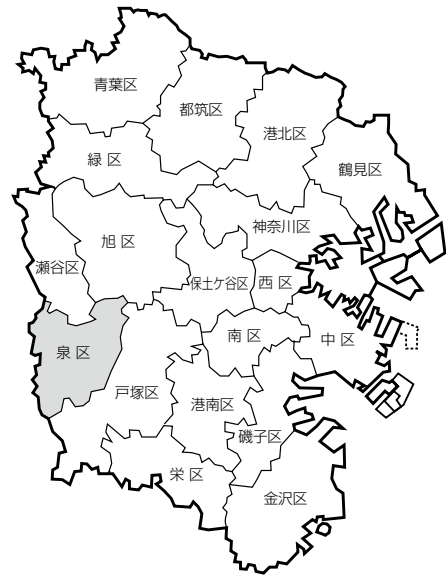 青葉区
都筑区
港北区
緑 区
鶴見区
神奈川区
旭 区
瀬谷区
保土ケ谷区
西 区
泉 区
南 区
中 区
戸塚区
港南区
磯子区
栄 区
金沢区